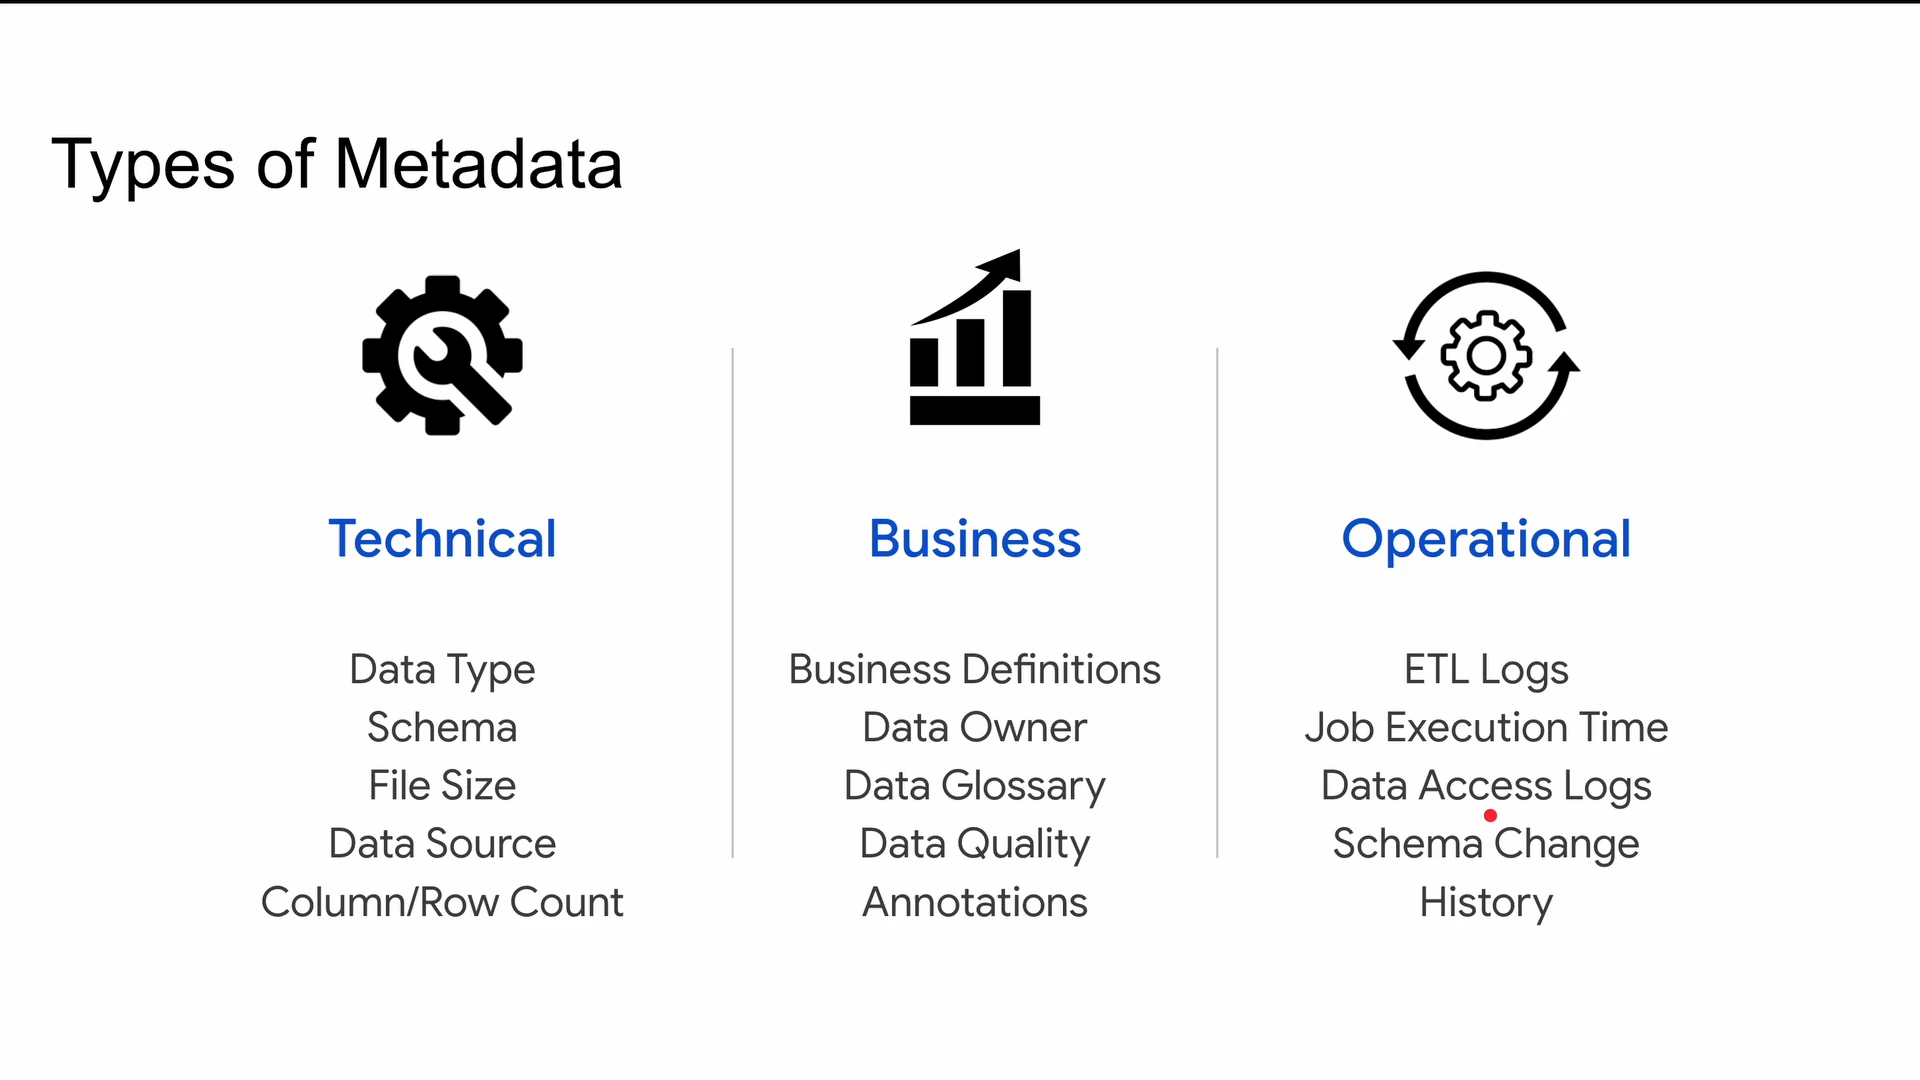 Types of Metadata
Technical
Data Type
Schema
File Size
Data Source
Column/Row Count
Business
Business Definitions
Data Owner
Data Glossary
Data Quality
Annotations
Operational
ETL Logs
Job Execution Time
Data Access Logs
Schema Change
History